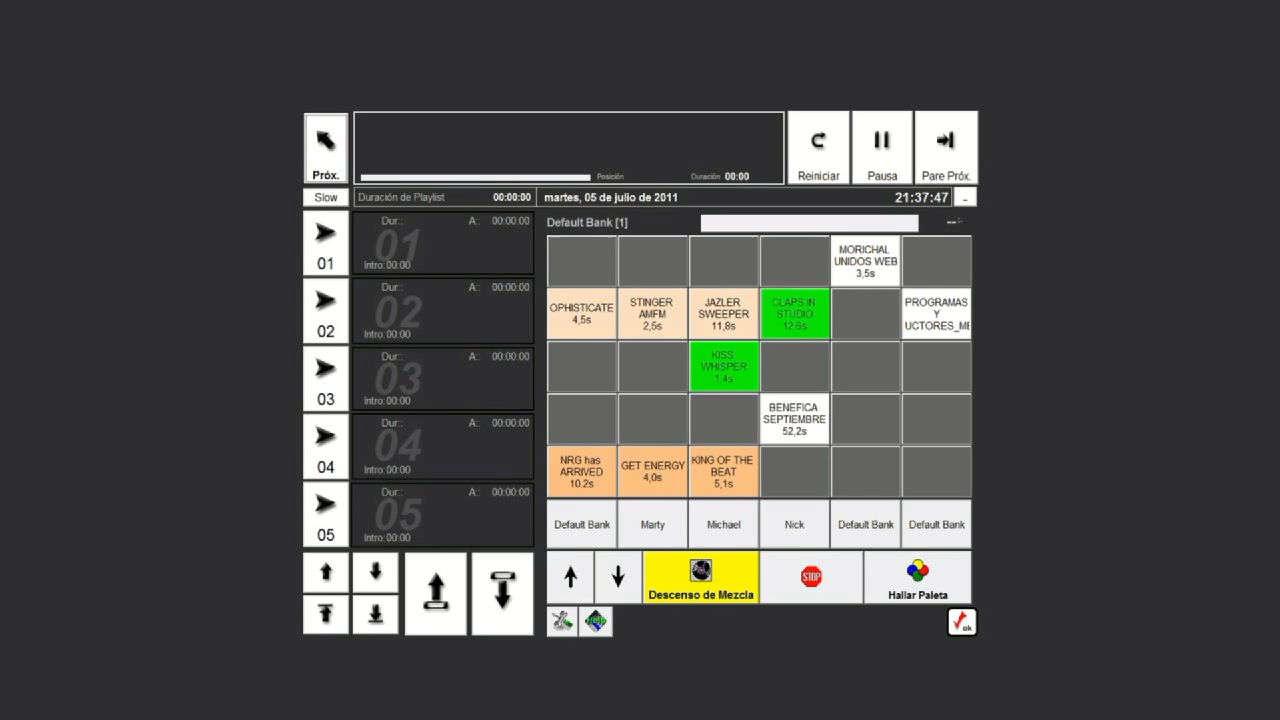 Próx.
Posición
Duración 00:00
Reiniciar
Pausa
Pare Próx.
Slow
Duración de Playlist 00:00:00
martes, 05 de julio de 2011
21:37:47
Default Bank [1]
01
Dur.: A.: 00:00:00
01
Intro:00:00
02
Dur.: A.: 00:00:00
02
Intro:00:00
03
Dur.: A.: 00:00:00
03
Intro:00:00
04
Dur.: A.: 00:00:00
04
Intro:00:00
05
Dur.: A.: 00:00:00
05
Intro:00:00
MORICHAL
UNIDOS WEB
3,5s
OPHISTICATE
4,5s
STINGER
AMFM
2,5s
JAZLER
SWEEPER
11,8s
CLAPS IN
STUDIO
12,6s
PROGRAMAS
Y
UCTORES_ME
KISS
WHISPER
1,4s
BENEFICA
SEPTIEMBRE
52,2s
NRG has
ARRIVED
10,2s
GET ENERGY
4,0s
KING OF THE
BEAT
5,1s
Default Bank
Marty
Michael
Nick
Default Bank
Default Bank
Descenso de Mezcla
STOP
Hallar Paleta
ok